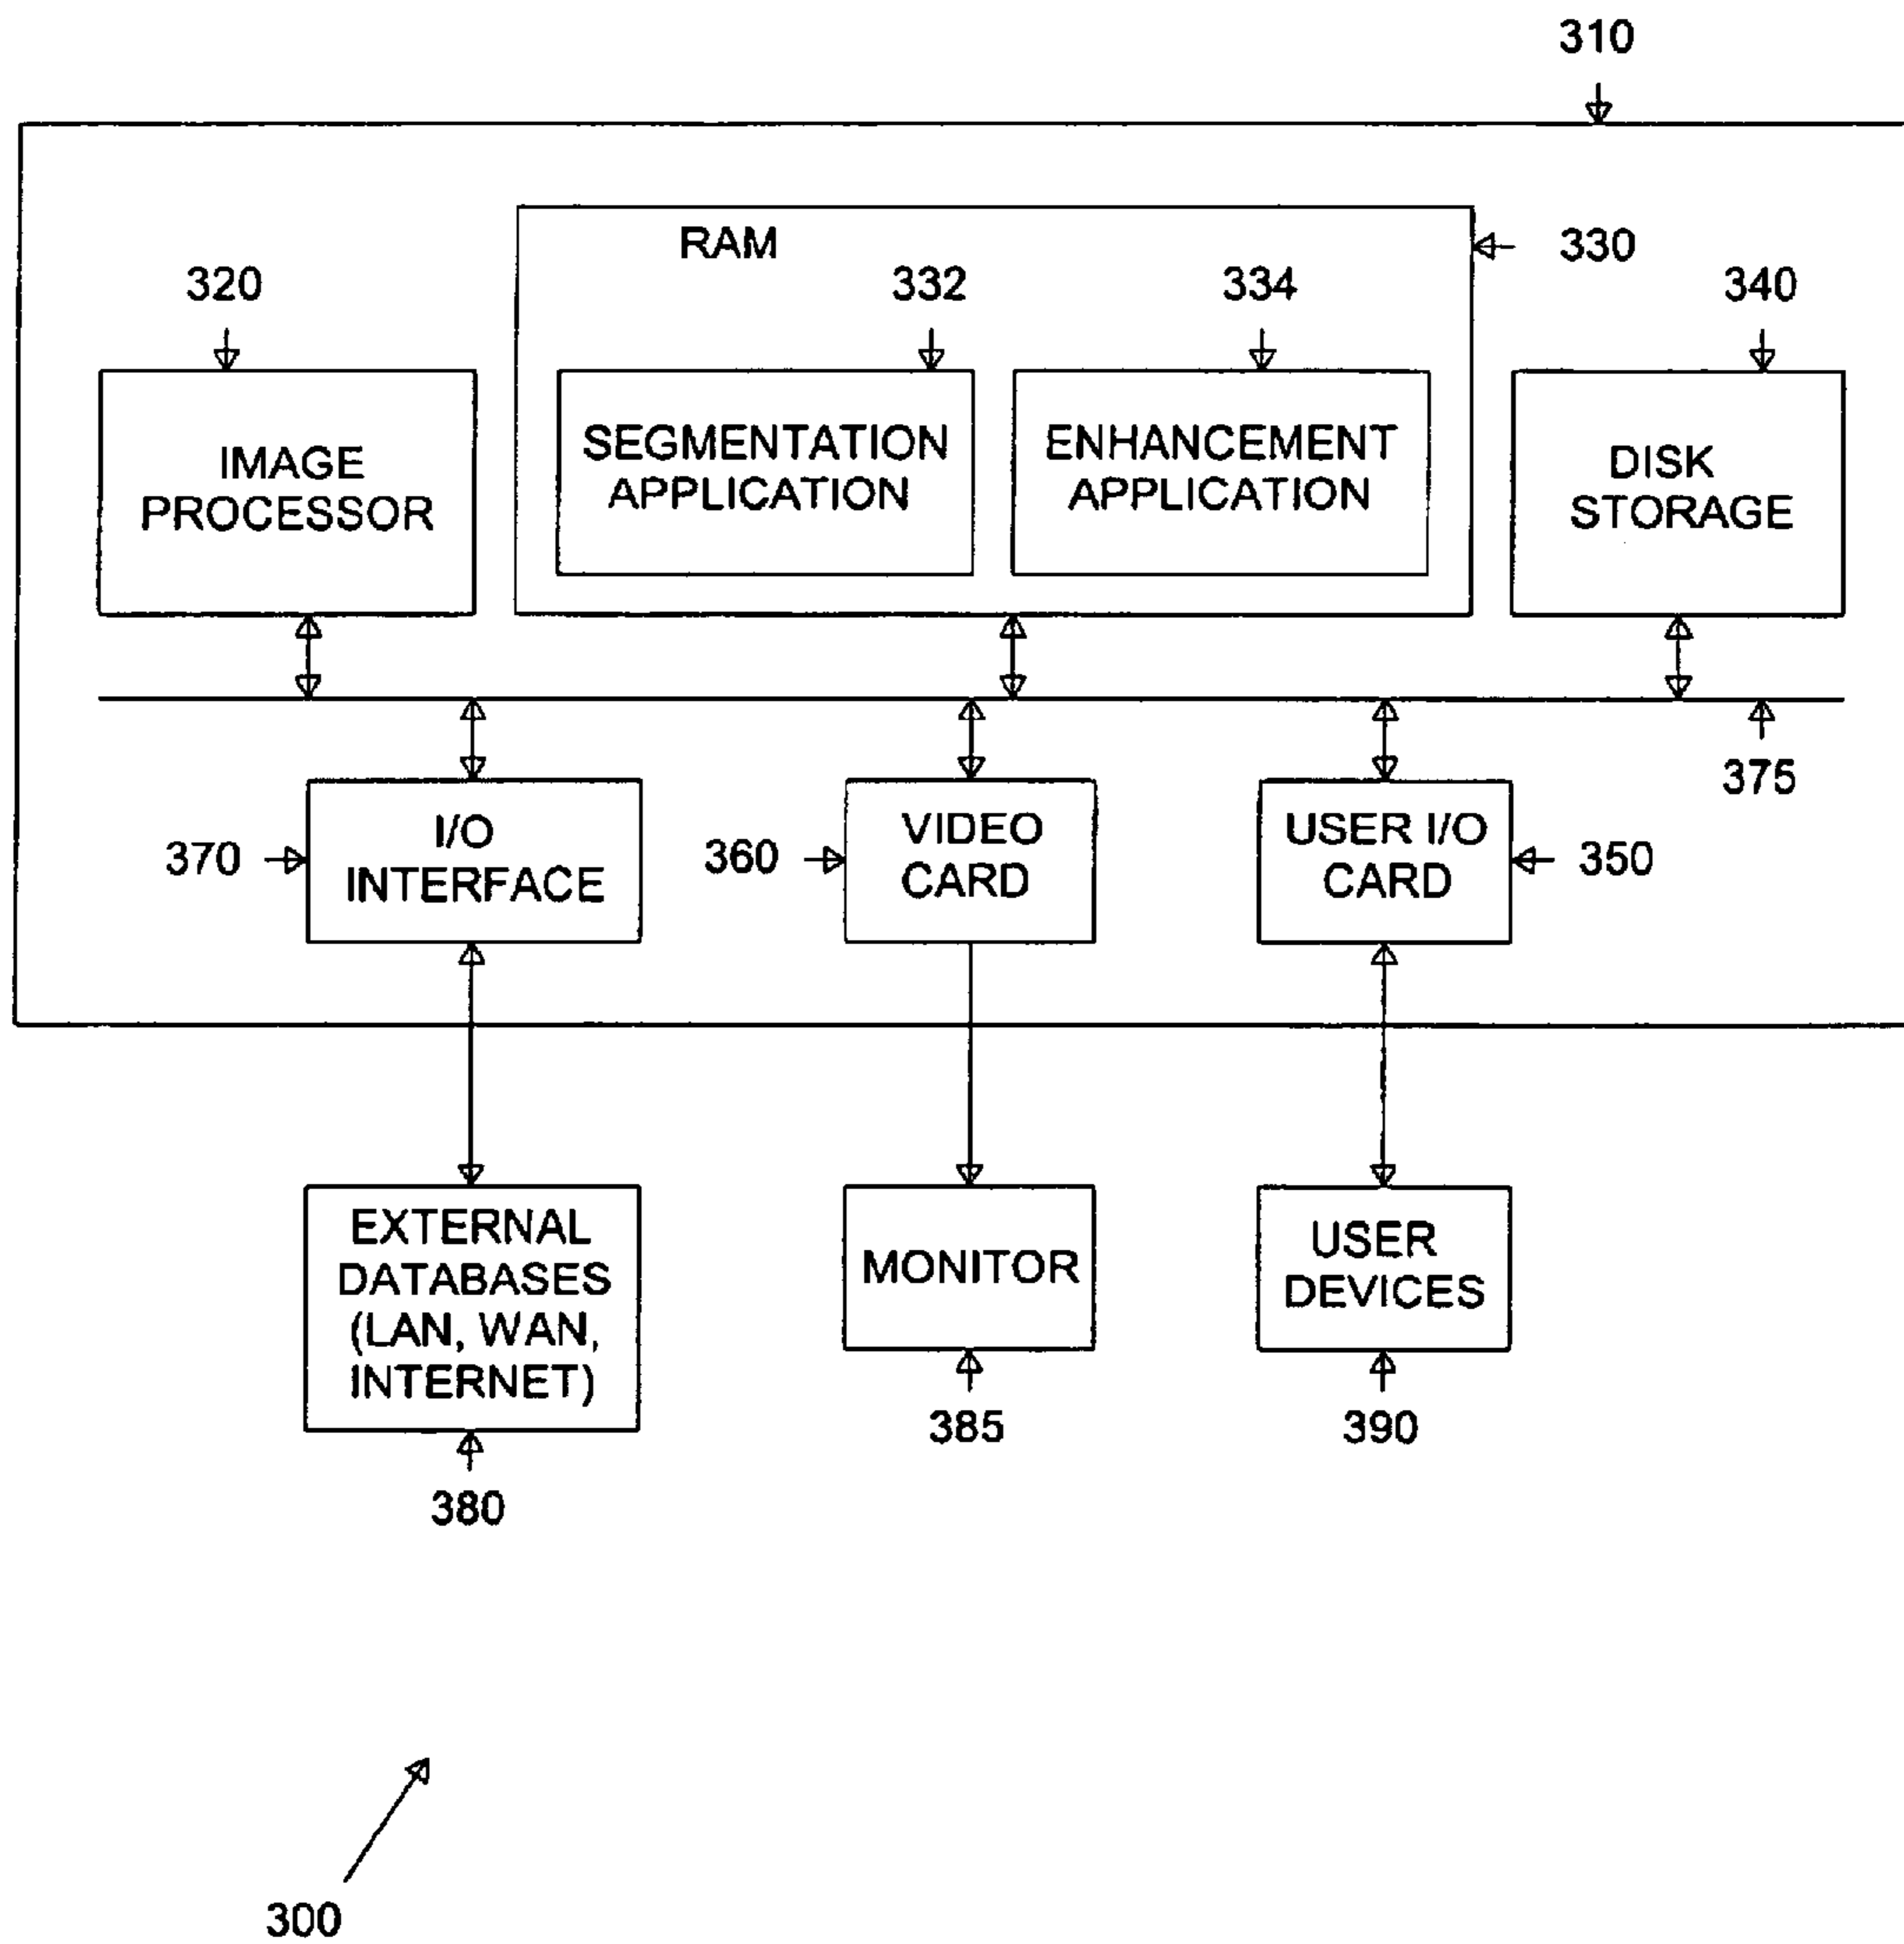 310
RAM
330
320
332
334
340
IMAGE
PROCESSOR
SEGMENTATION
APPLICATION
ENHANCEMENT
APPLICATION
DISK
STORAGE
375
370
I/O
INTERFACE
360
VIDEO
CARD
USER I/O
CARD
350
EXTERNAL
DATABASES
(LAN, WAN,
INTERNET)
MONITOR
USER
DEVICES
385
390
380
300